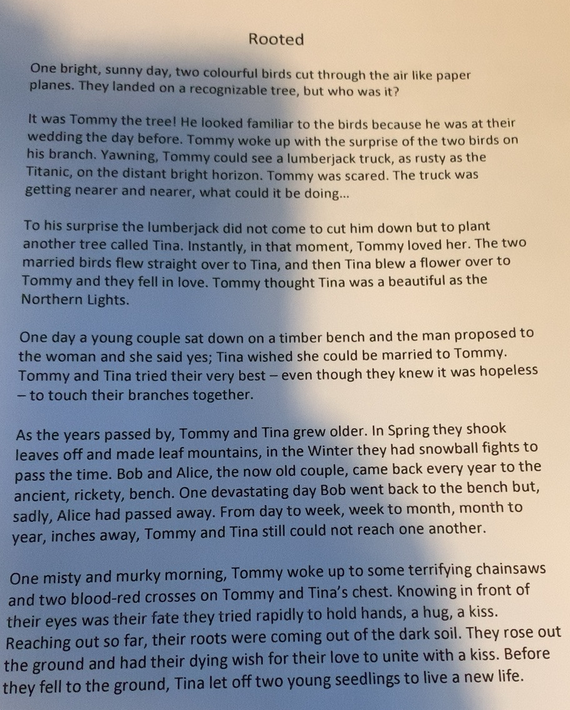 Rooted
One bright, sunny day, two colourful birds cut through the air like paper
planes. They landed on a recognizable tree, but who was it?
It was Tommy the tree! He looked familiar to the birds because he was at their
wedding the day before. Tommy woke up with the surprise of the two birds on
his branch. Yawning, Tommy could see a lumberjack truck, as rusty as the
Titanic, on the distant bright horizon. Tommy was scared. The truck was
getting nearer and nearer, what could it be doing...
To his surprise the lumberjack did not come to cut him down but to plant
another tree called Tina. Instantly, in that moment, Tommy loved her. The two
married birds flew straight over to Tina, and then Tina blew a flower over to
Tommy and they fell in love. Tommy thought Tina was a beautiful as the
Northern Lights.
One day a young couple sat down on a timber bench and the man proposed to
the woman and she said yes; Tina wished she could be married to Tommy.
Tommy and Tina tried their very best – even though they knew it was hopeless
– to touch their branches together.
As the years passed by, Tommy and Tina grew older. In Spring they shook
leaves off and made leaf mountains, in the Winter they had snowball fights to
pass the time. Bob and Alice, the now old couple, came back every year to the
ancient, rickety, bench. One devastating day Bob went back to the bench but,
sadly, Alice had passed away. From day to week, week to month, month to
year, inches away, Tommy and Tina still could not reach one another.
One misty and murky morning, Tommy woke up to some terrifying chainsaws
and two blood-red crosses on Tommy and Tina's chest. Knowing in front of
their eyes was their fate they tried rapidly to hold hands, a hug, a kiss.
Reaching out so far, their roots were coming out of the dark soil. They rose out
the ground and had their dying wish for their love to unite with a kiss. Before
they fell to the ground, Tina let off two young seedlings to live a new life.